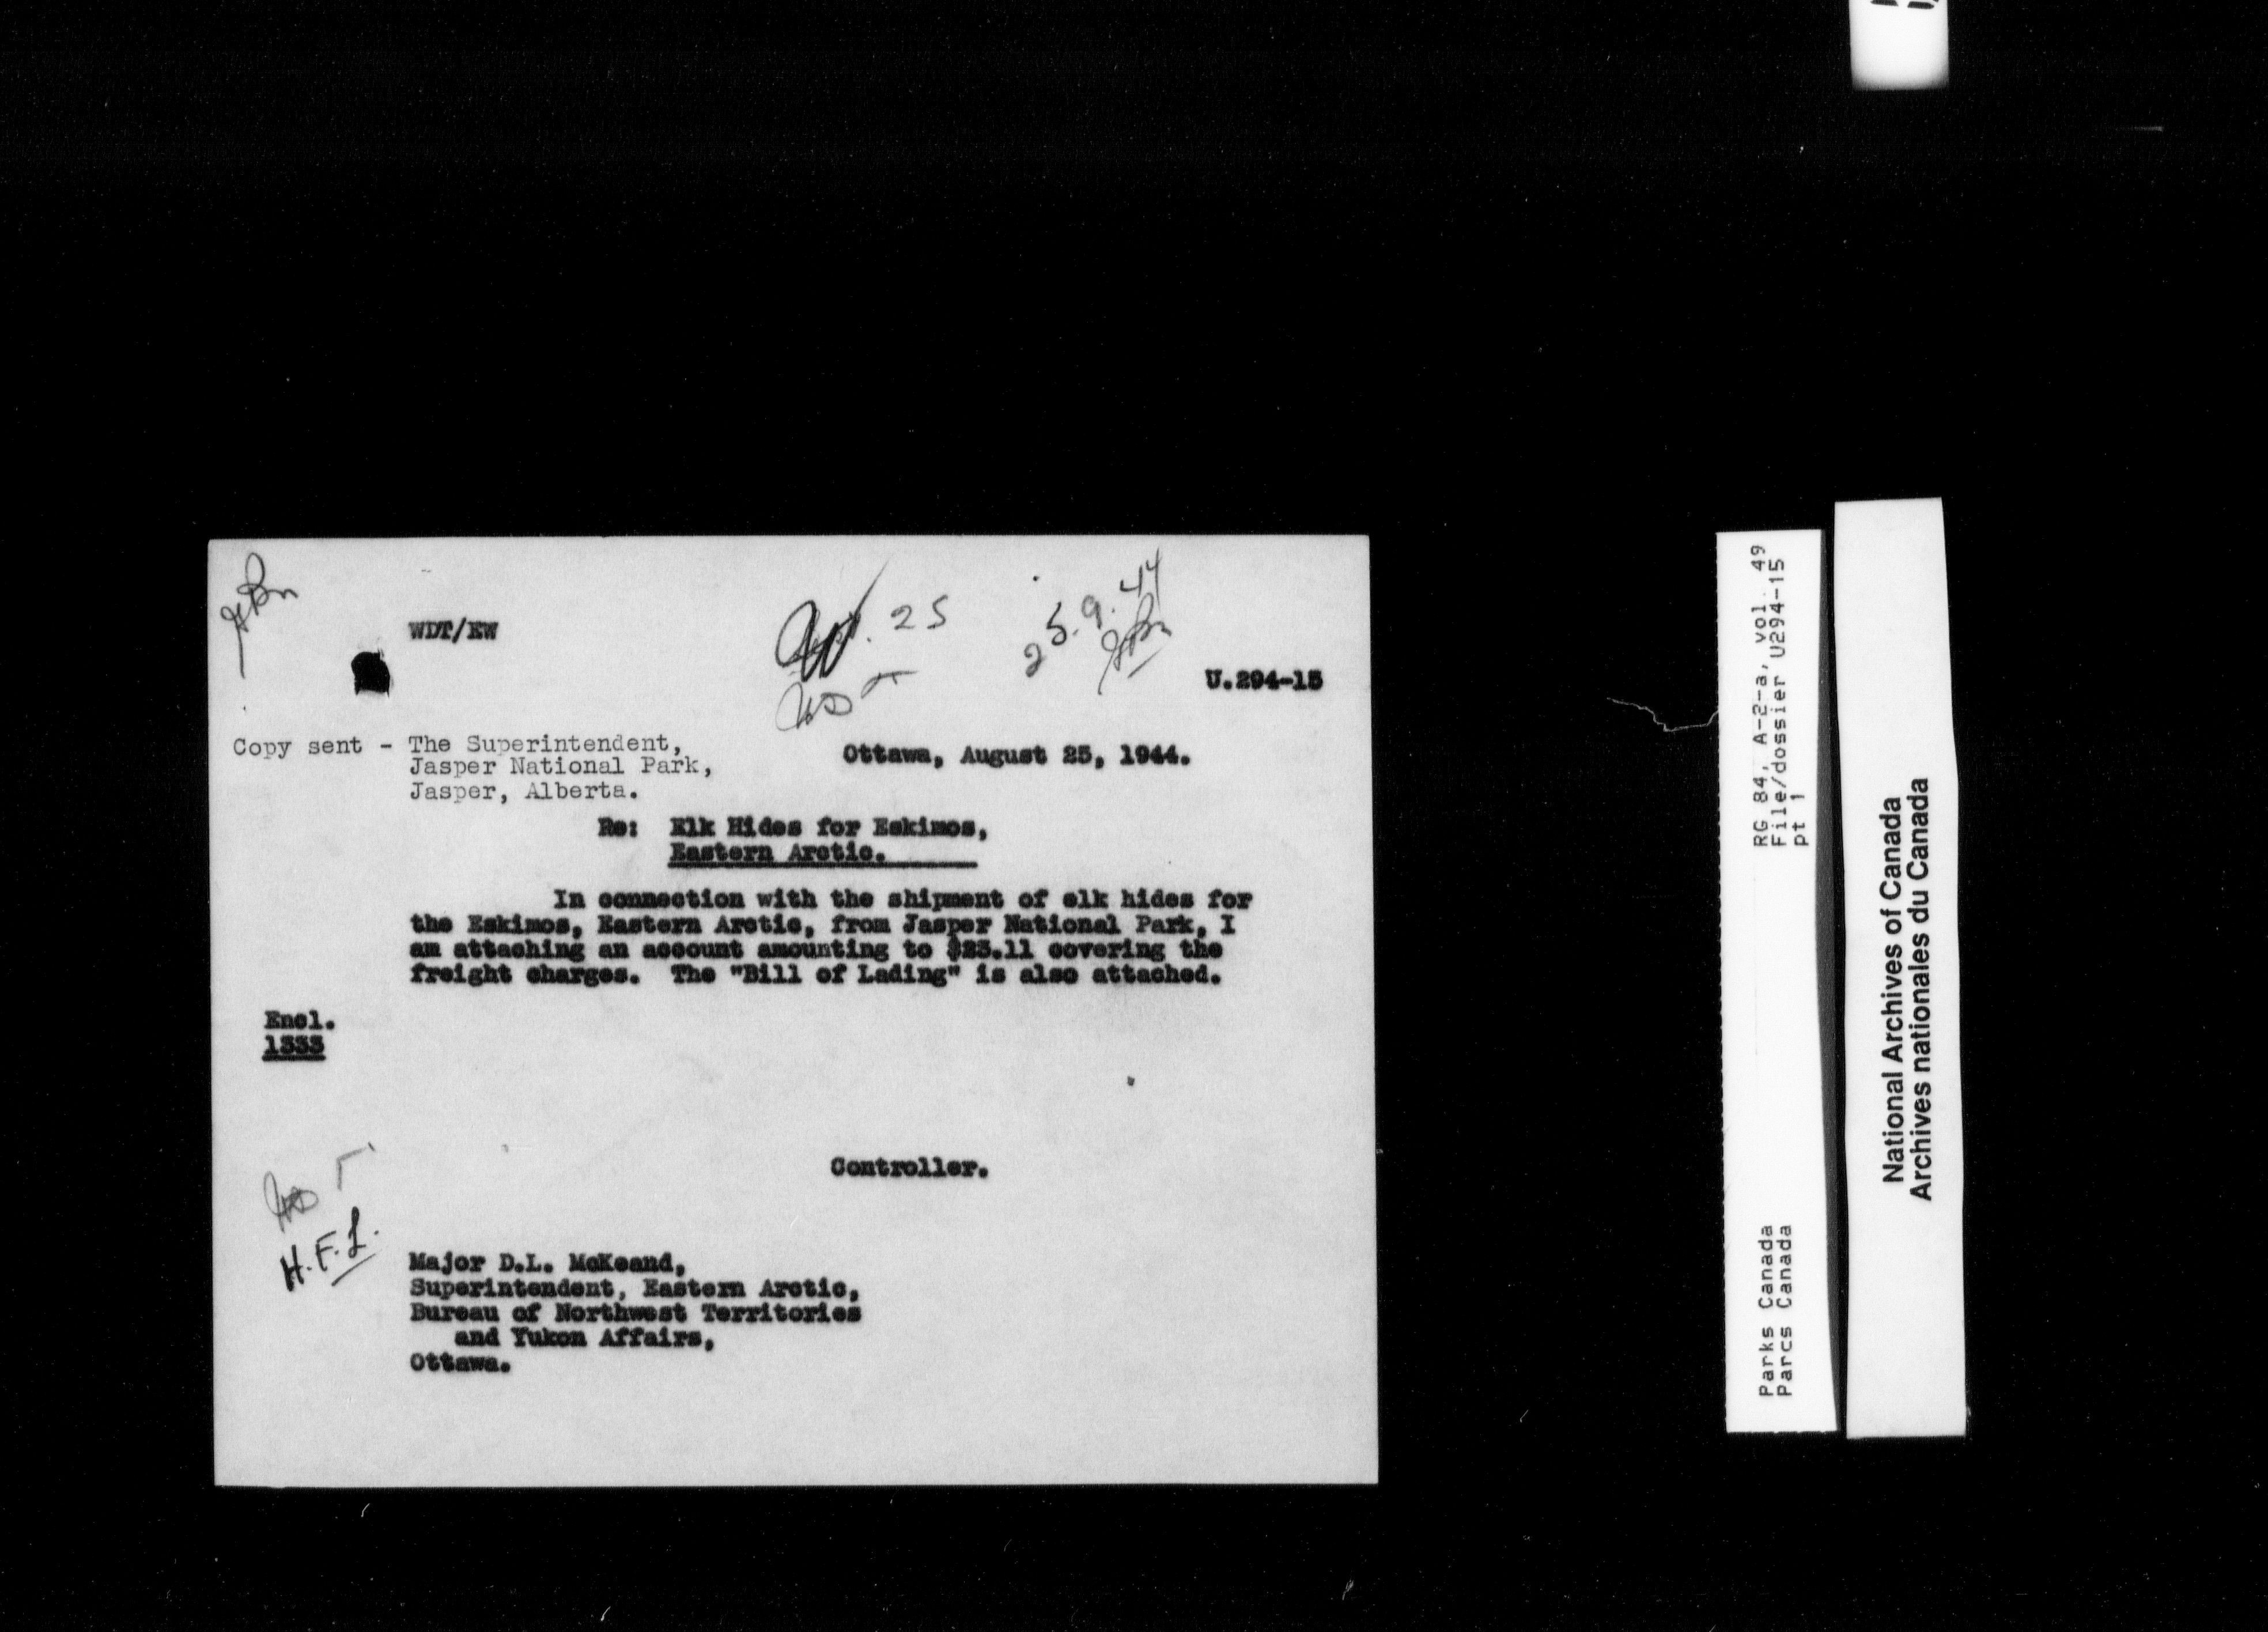 WDT/EW
25
25.9.44
U.294-15
Copy sent - The Superintendent,
Jasper National Park,
Jasper, Alberta.
Ottawa, August 25, 1944.
Re: Elk Hides for Eskimos,
Eastern Arctic.
In connection with the shipment of elk hides for
the Eskimos, Eastern Arctic, from Jasper National Park, I
am attaching an account amounting to $23.11 covering the
freight charges. The "Bill of Lading" is also attached.
Encl.
1333
Controller.
H.F.L.
Major D.L. McKeand,
Superintendent, Eastern Arctic,
Bureau of Northwest Territories
and Yukon Affairs,
Ottawa.
RG 84, A-2-a, vol. 49
File/dossier U294-15
pt 1
Parks Canada
Parcs Canada
National Archives of Canada
Archives nationales du Canada